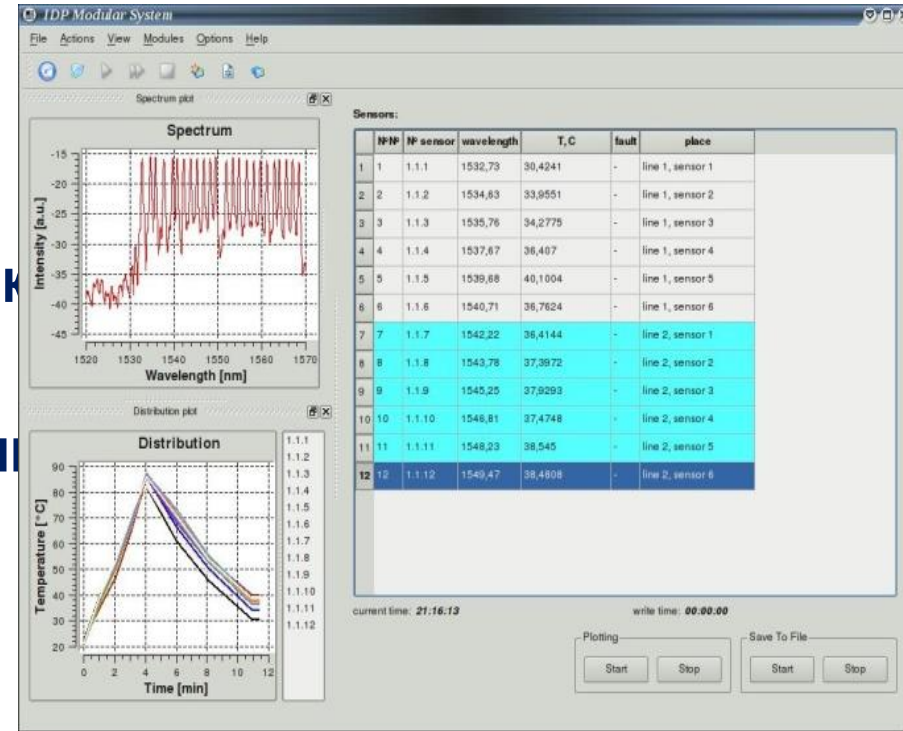 IDP Modular System
File Actions View Modules Options Help
Spectrum plot
Spectrum
Intensity [a.u.]
-15
-20
-25
-30
-35
-40
-45
1520 1530 1540 1550 1560 1570
Wavelength [nm]
Distribution plot
Distribution
Temperature [°C]
90
80
70
60
50
40
30
20
0 2 4 6 8 10 12
Time [min]
1.1.1
1.1.2
1.1.3
1.1.4
1.1.5
1.1.6
1.1.7
1.1.8
1.1.9
1.1.10
1.1.11
1.1.12
Sensors:
№№ № sensor wavelength T, C fault place
1 1 1.1.1 1532,73 30,4241 - line 1, sensor 1
2 2 1.1.2 1534,63 33,9551 - line 1, sensor 2
3 3 1.1.3 1535,76 34,2775 - line 1, sensor 3
4 4 1.1.4 1537,67 36,407 - line 1, sensor 4
5 5 1.1.5 1539,68 40,1004 - line 1, sensor 5
6 6 1.1.6 1540,71 36,7624 - line 1, sensor 6
7 7 1.1.7 1542,22 36,4144 - line 2, sensor 1
8 8 1.1.8 1543,78 37,3972 - line 2, sensor 2
9 9 1.1.9 1545,25 37,9293 - line 2, sensor 3
10 10 1.1.10 1546,81 37,4748 - line 2, sensor 4
11 11 1.1.11 1548,23 38,545 - line 2, sensor 5
12 12 1.1.12 1549,47 38,4808 - line 2, sensor 6
current time: 21:16:13 write time: 00:00:00
Plotting Save To File
Start Stop Start Stop